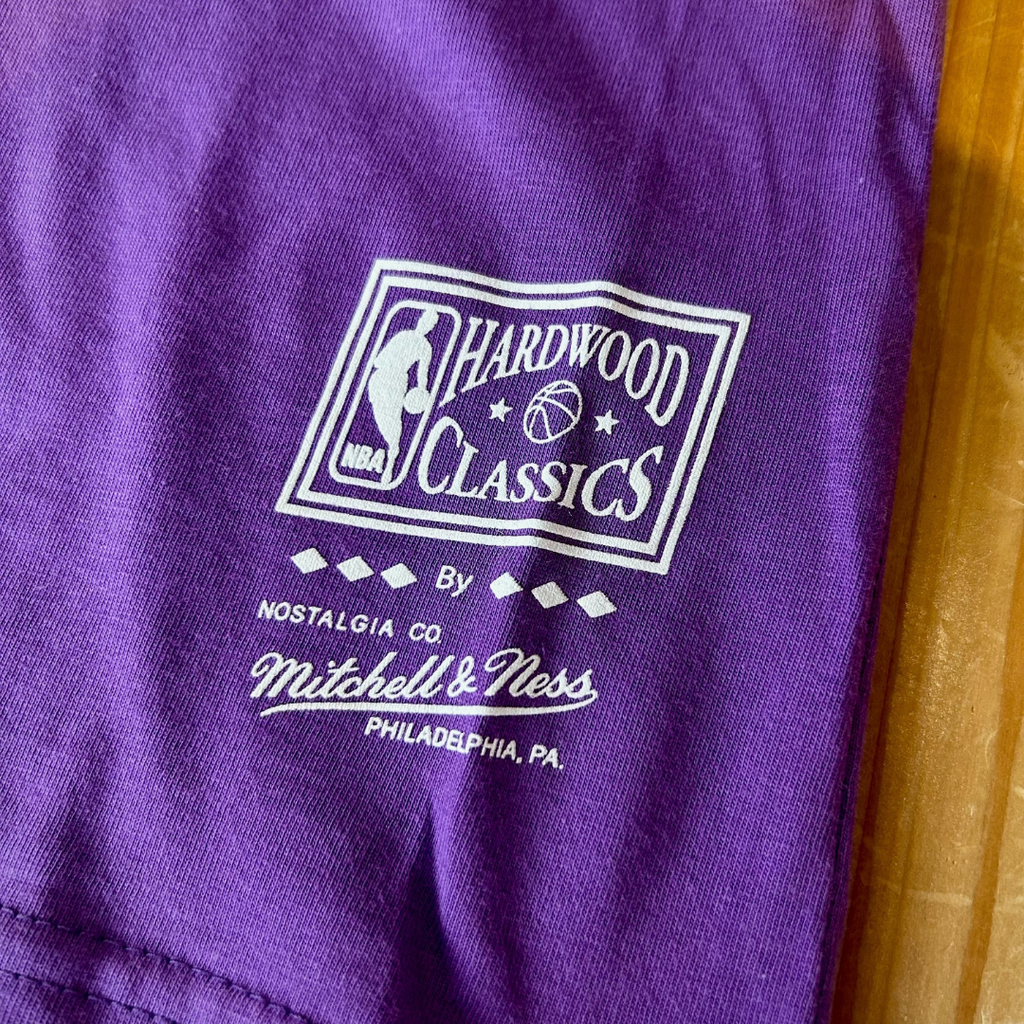 HARDWOOD
CLASSICS
NBA
By
NOSTALGIA CO.
Mitchell & Ness
PHILADELPHIA, PA.